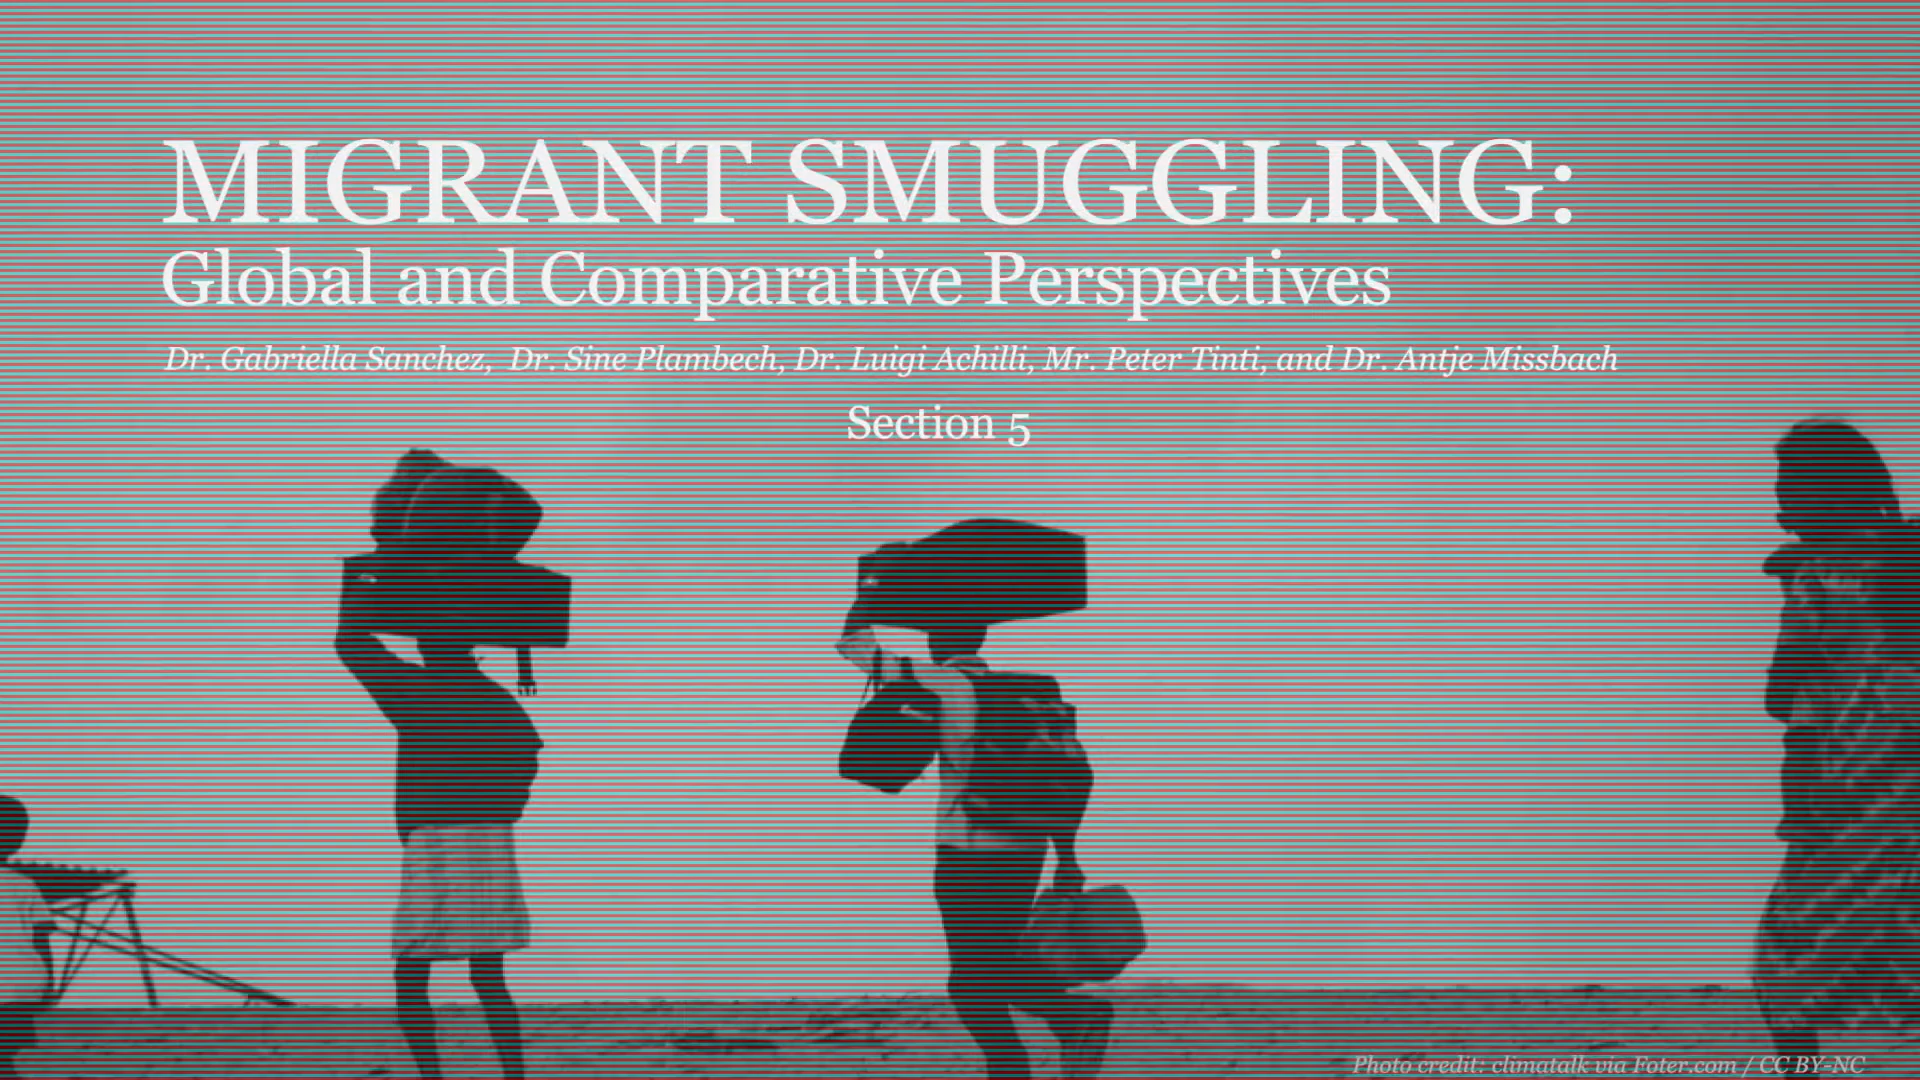 MIGRANT SMUGGLING:
Global and Comparative Perspectives
Dr. Gabriella Sanchez, Dr. Sine Plambech, Dr. Luigi Achilli, Mr. Peter Tinti, and Dr. Antje Missbach
Section 5
Photo credit: climatalk via Foter.com / CC BY-NC